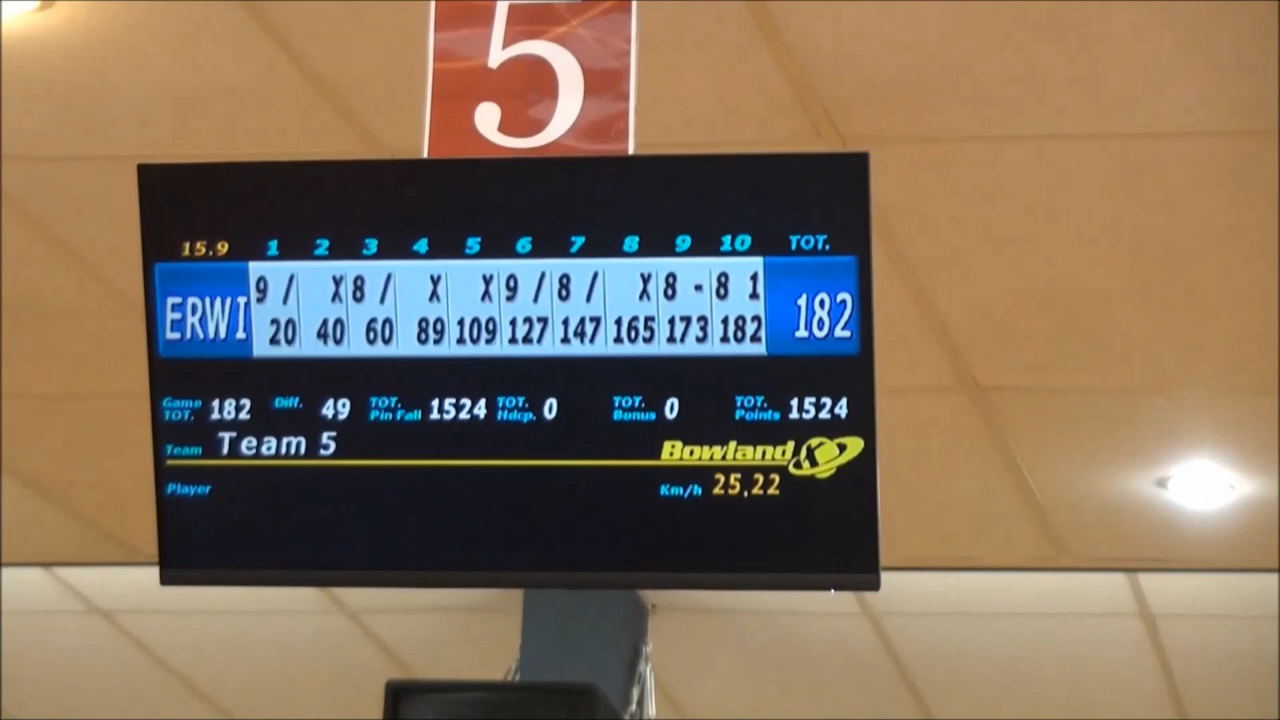 5
15.9 1 2 3 4 5 6 7 8 9 10 TOT.
ERWI 9 / X 8 / X X 9 / 8 / X 8 - 8 1 182
20 40 60 89 109 127 147 165 173 182
Game TOT. 182 Diff. 49 TOT. Pin Fall 1524 TOT. Hdcp. 0 TOT. Bonus 0 TOT. Points 1524
Team Team 5 Bowland
Player Km/h 25,22